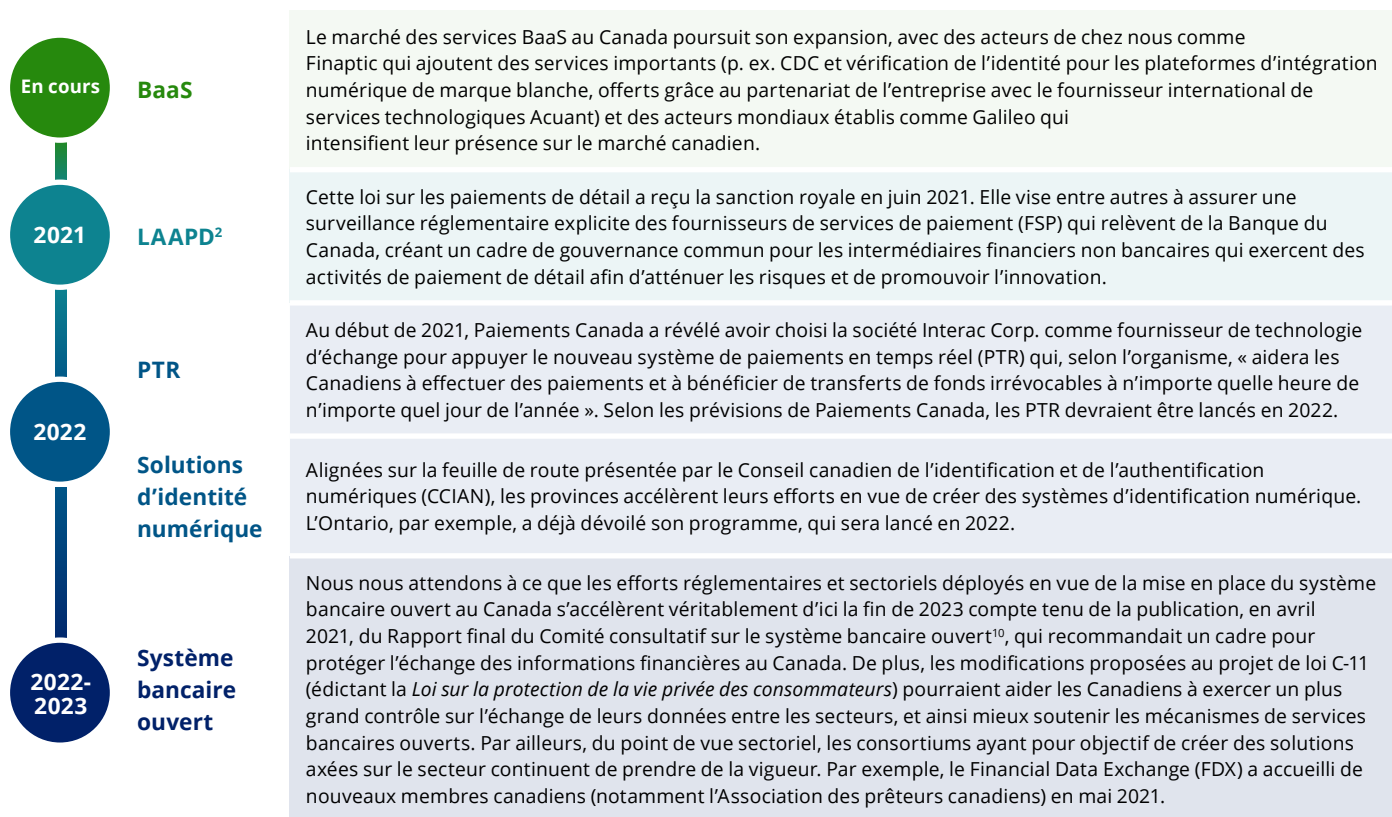 En cours
BaaS
Le marché des services BaaS au Canada poursuit son expansion, avec des acteurs de chez nous comme
Finaptic qui ajoutent des services importants (p. ex. CDC et vérification de l’identité pour les plateformes d’intégration
numérique de marque blanche, offerts grâce au partenariat de l’entreprise avec le fournisseur international de
services technologiques Acuant) et des acteurs mondiaux établis comme Galileo qui
intensifient leur présence sur le marché canadien.
2021
LAAPD²
Cette loi sur les paiements de détail a reçu la sanction royale en juin 2021. Elle vise entre autres à assurer une
surveillance réglementaire explicite des fournisseurs de services de paiement (FSP) qui relèvent de la Banque du
Canada, créant un cadre de gouvernance commun pour les intermédiaires financiers non bancaires qui exercent des
activités de paiement de détail afin d’atténuer les risques et de promouvoir l’innovation.
2022
PTR
Au début de 2021, Paiements Canada a révélé avoir choisi la société Interac Corp. comme fournisseur de technologie
d’échange pour appuyer le nouveau système de paiements en temps réel (PTR) qui, selon l’organisme, « aidera les
Canadiens à effectuer des paiements et à bénéficier de transferts de fonds irrévocables à n’importe quelle heure de
n’importe quel jour de l’année ». Selon les prévisions de Paiements Canada, les PTR devraient être lancés en 2022.
Solutions
d’identité
numérique
Alignées sur la feuille de route présentée par le Conseil canadien de l’identification et de l’authentification
numériques (CCIAN), les provinces accélèrent leurs efforts en vue de créer des systèmes d’identification numérique.
L’Ontario, par exemple, a déjà dévoilé son programme, qui sera lancé en 2022.
2022-
2023
Système
bancaire
ouvert
Nous nous attendons à ce que les efforts réglementaires et sectoriels déployés en vue de la mise en place du système
bancaire ouvert au Canada s’accélèrent véritablement d’ici la fin de 2023 compte tenu de la publication, en avril
2021, du Rapport final du Comité consultatif sur le système bancaire ouvert¹⁰, qui recommandait un cadre pour
protéger l’échange des informations financières au Canada. De plus, les modifications proposées au projet de loi C-11
(édictant la Loi sur la protection de la vie privée des consommateurs) pourraient aider les Canadiens à exercer un plus
grand contrôle sur l’échange de leurs données entre les secteurs, et ainsi mieux soutenir les mécanismes de services
bancaires ouverts. Par ailleurs, du point de vue sectoriel, les consortiums ayant pour objectif de créer des solutions
axées sur le secteur continuent de prendre de la vigueur. Par exemple, le Financial Data Exchange (FDX) a accueilli de
nouveaux membres canadiens (notamment l’Association des prêteurs canadiens) en mai 2021.